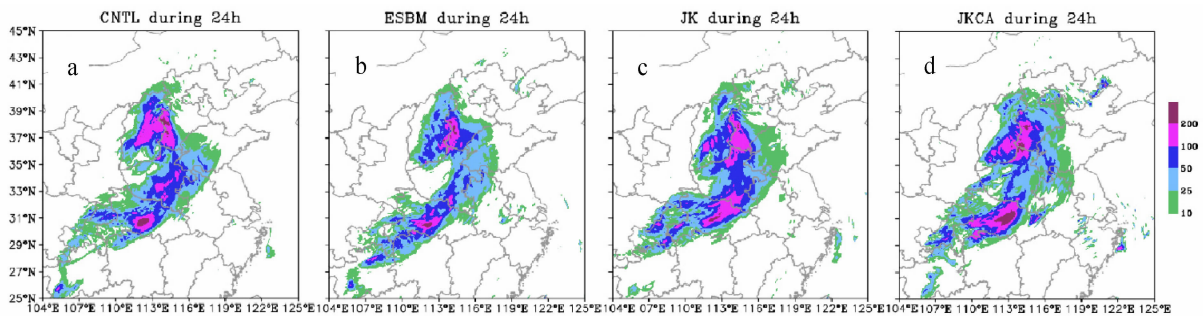 CNTL during 24h
ESBM during 24h
JK during 24h
JKCA during 24h
45°N
43°N
41°N
39°N
37°N
35°N
33°N
31°N
29°N
27°N
25°N
a
b
c
d
200
100
50
25
10
104°E 107°E 110°E 113°E 116°E 119°E 122°E 125°E
104°E 107°E 110°E 113°E 116°E 119°E 122°E 125°E
104°E 107°E 110°E 113°E 116°E 119°E 122°E 125°E
104°E 107°E 110°E 113°E 116°E 119°E 122°E 125°E